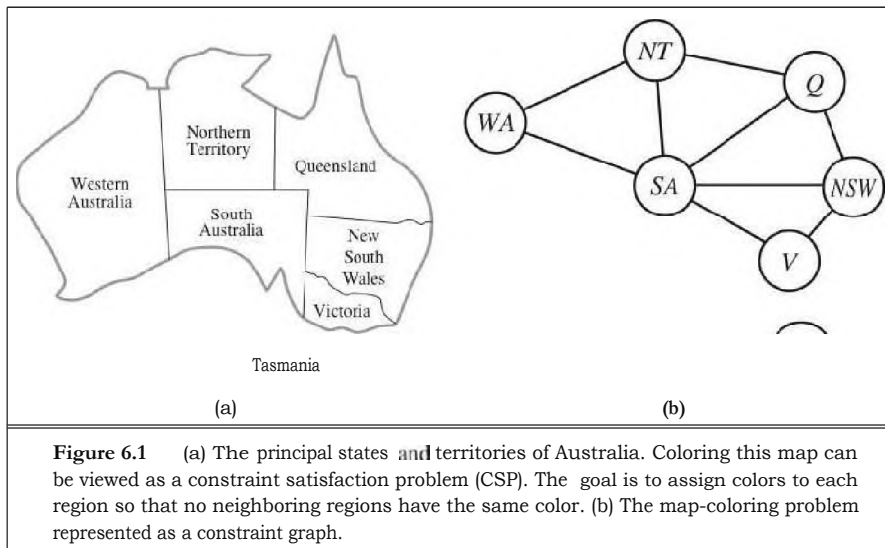 Northern
Territory
Western
Australia
Queensland
South
Australia
New
South
Wales
Victoria
Tasmania
(a)
NT
Q
WA
SA
NSW
V
(b)
Figure 6.1 (a) The principal states and territories of Australia. Coloring this map can
be viewed as a constraint satisfaction problem (CSP). The goal is to assign colors to each
region so that no neighboring regions have the same color. (b) The map-coloring problem
represented as a constraint graph.